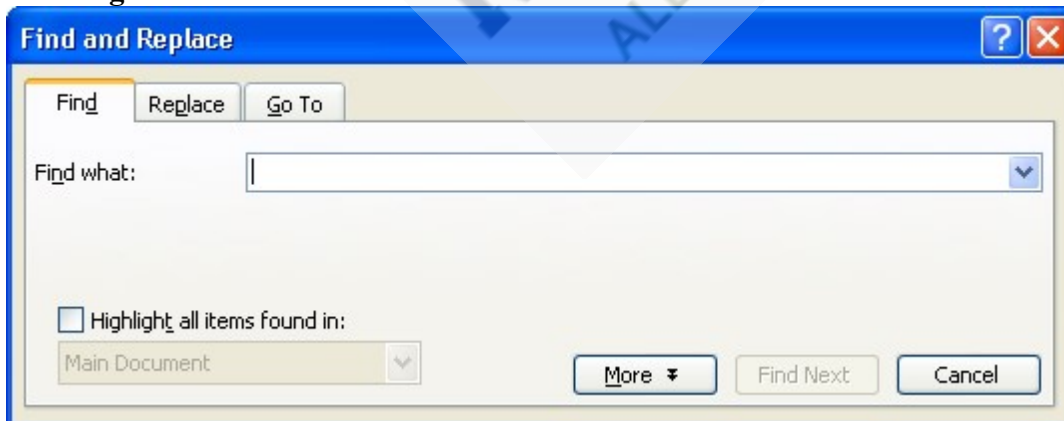 Find and Replace
Find Replace Go To
Find what:
Highlight all items found in:
Main Document
More Find Next Cancel